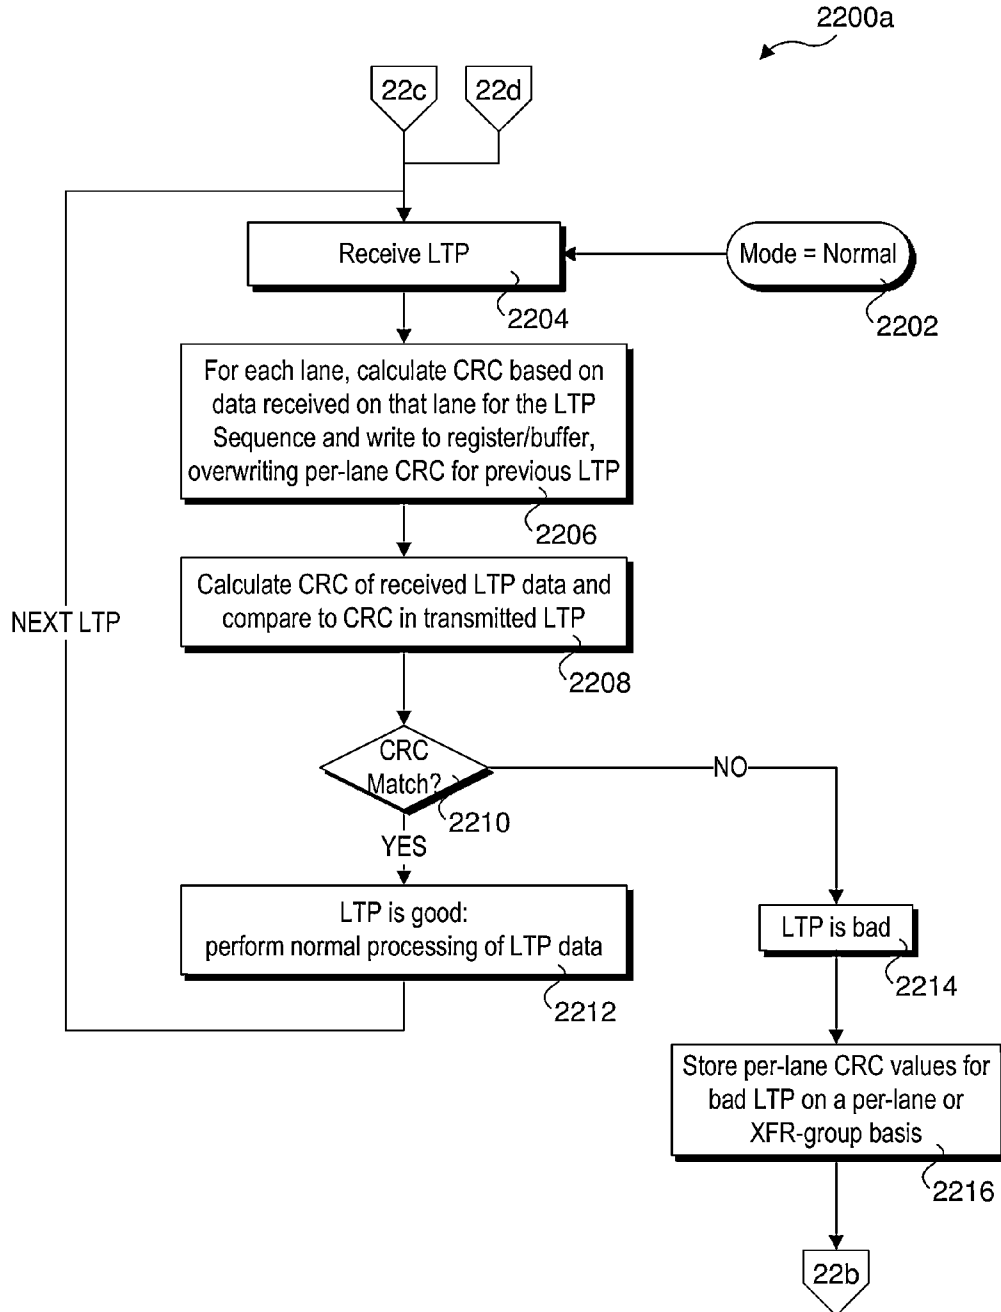 2200a
22c
22d
Receive LTP
2204
Mode = Normal
2202
For each lane, calculate CRC based on
data received on that lane for the LTP
Sequence and write to register/buffer,
overwriting per-lane CRC for previous LTP
2206
Calculate CRC of received LTP data and
compare to CRC in transmitted LTP
2208
NEXT LTP
CRC
Match?
2210
NO
YES
LTP is good:
perform normal processing of LTP data
2212
LTP is bad
2214
Store per-lane CRC values for
bad LTP on a per-lane or
XFR-group basis
2216
22b